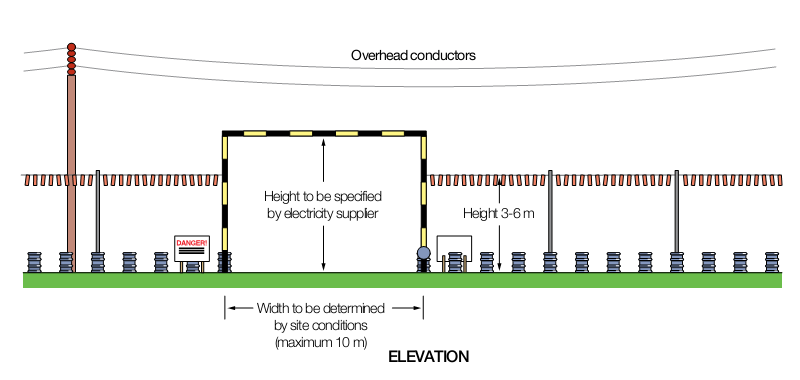 Overhead conductors
Height to be specified
by electricity supplier
Height 3-6 m
DANGER!
Width to be determined
by site conditions
(maximum 10 m)
ELEVATION